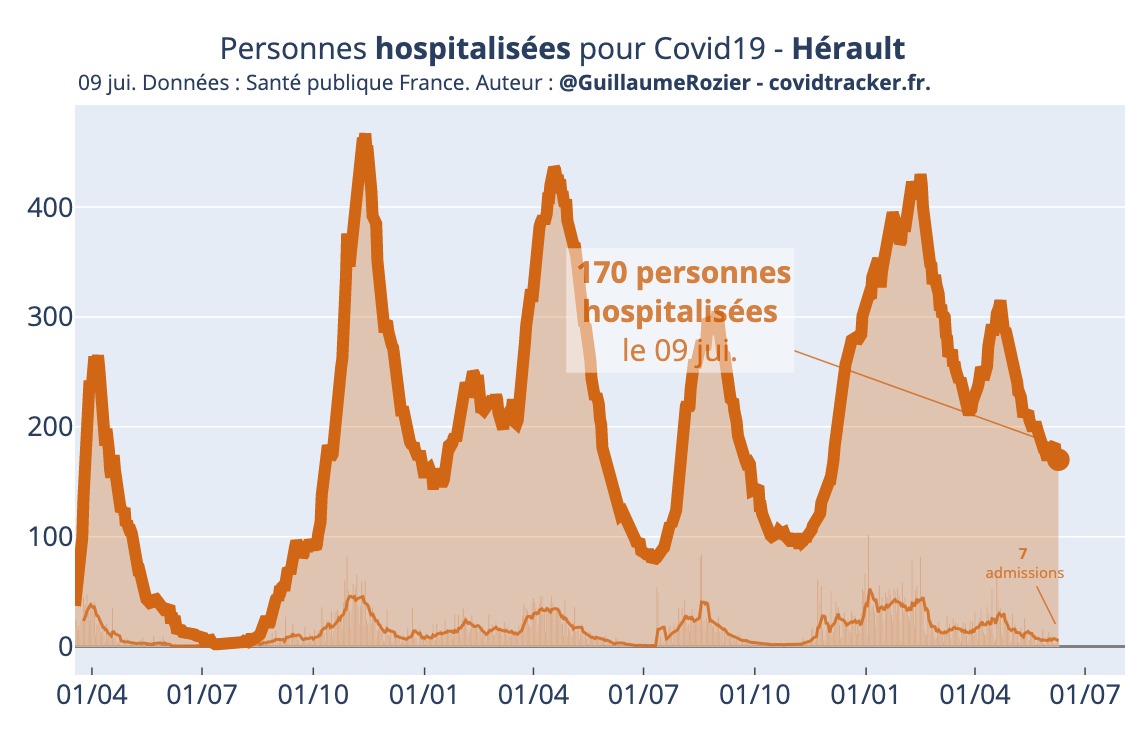 Personnes hospitalisées pour Covid19 - Hérault
09 jui. Données : Santé publique France. Auteur : @GuillaumeRozier - covidtracker.fr.
400
300
200
100
0
170 personnes
hospitalisées
le 09 jui.
7
admissions
01/04 01/07 01/10 01/01 01/04 01/07 01/10 01/01 01/04 01/07